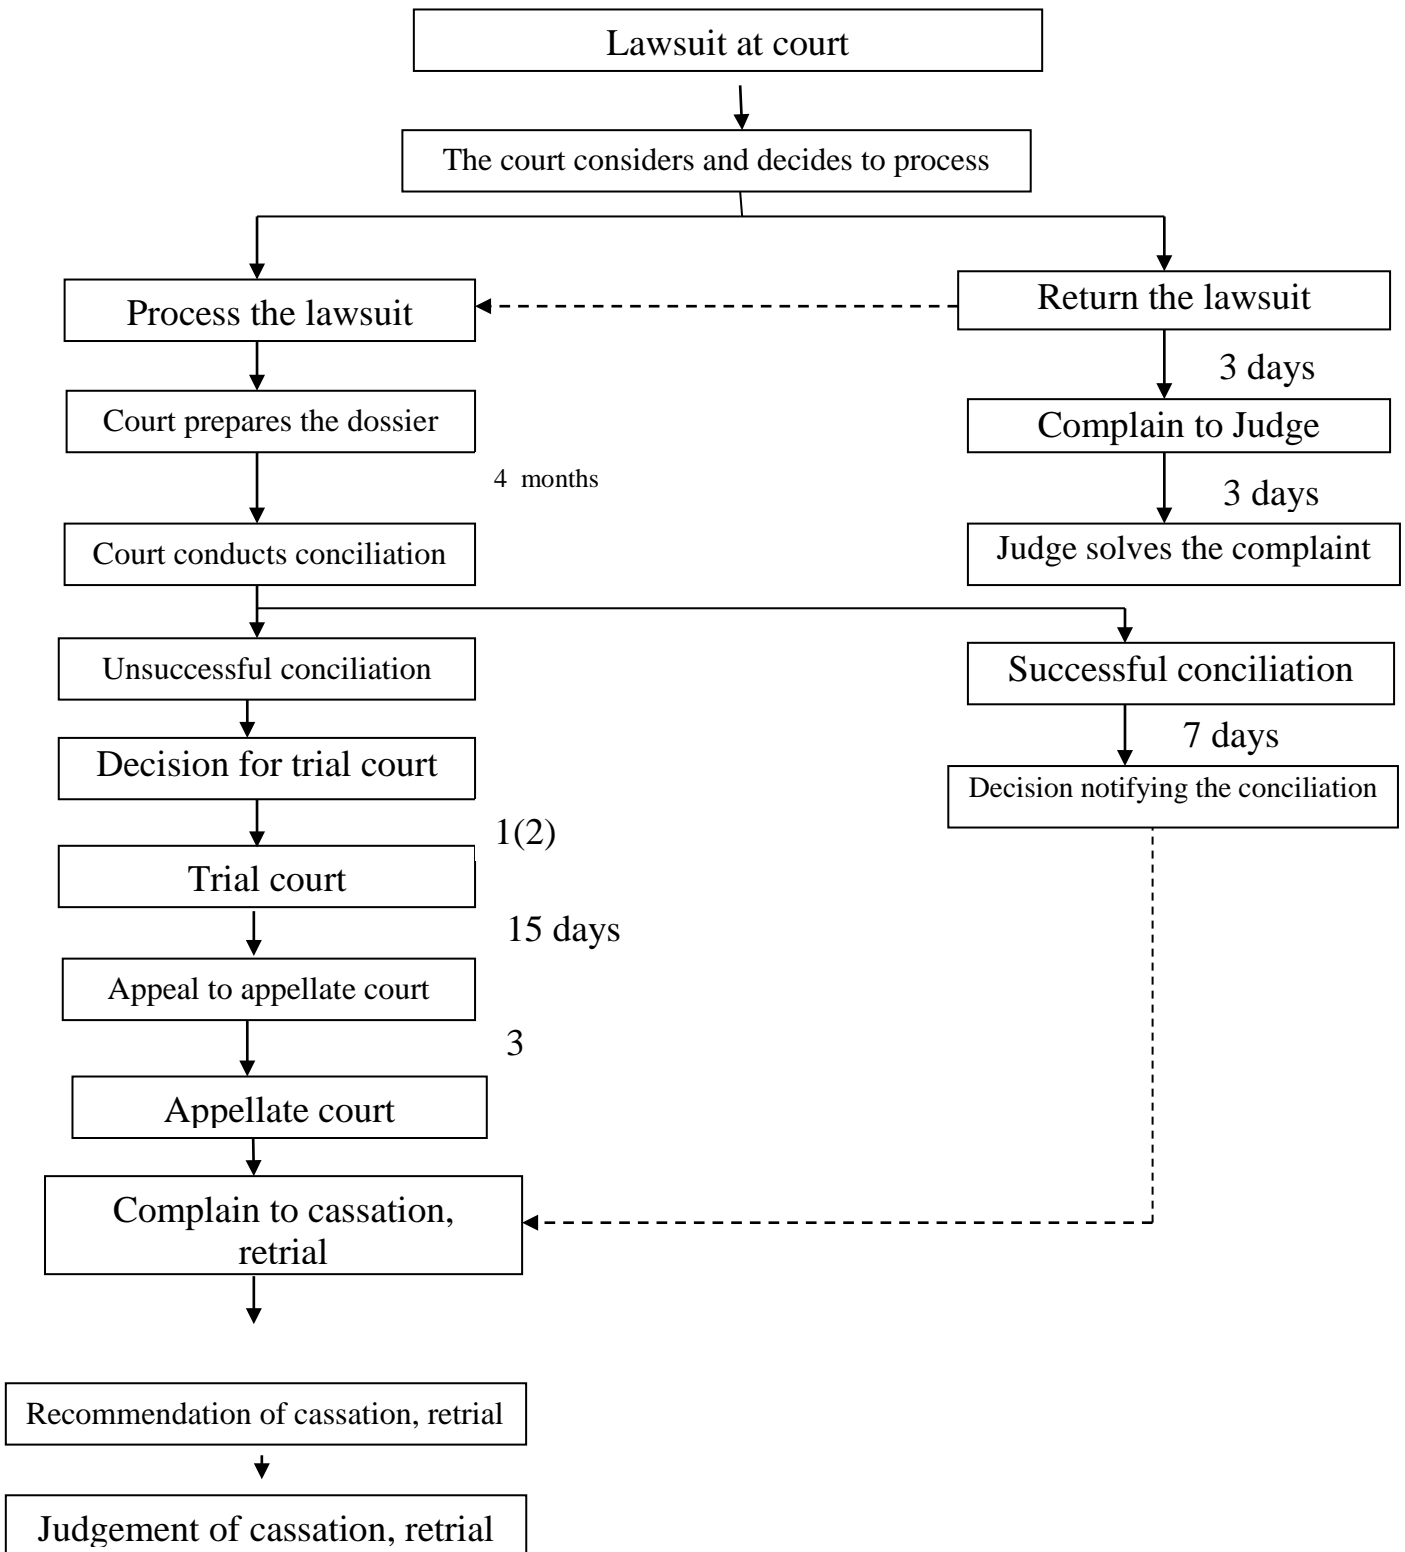 Lawsuit at court
The court considers and decides to process
Process the lawsuit
Return the lawsuit
3 days
Court prepares the dossier
Complain to Judge
4 months
3 days
Court conducts conciliation
Judge solves the complaint
Unsuccessful conciliation
Successful conciliation
7 days
Decision for trial court
Decision notifying the conciliation
1(2)
Trial court
15 days
Appeal to appellate court
3
Appellate court
Complain to cassation,
retrial
Recommendation of cassation, retrial
Judgement of cassation, retrial